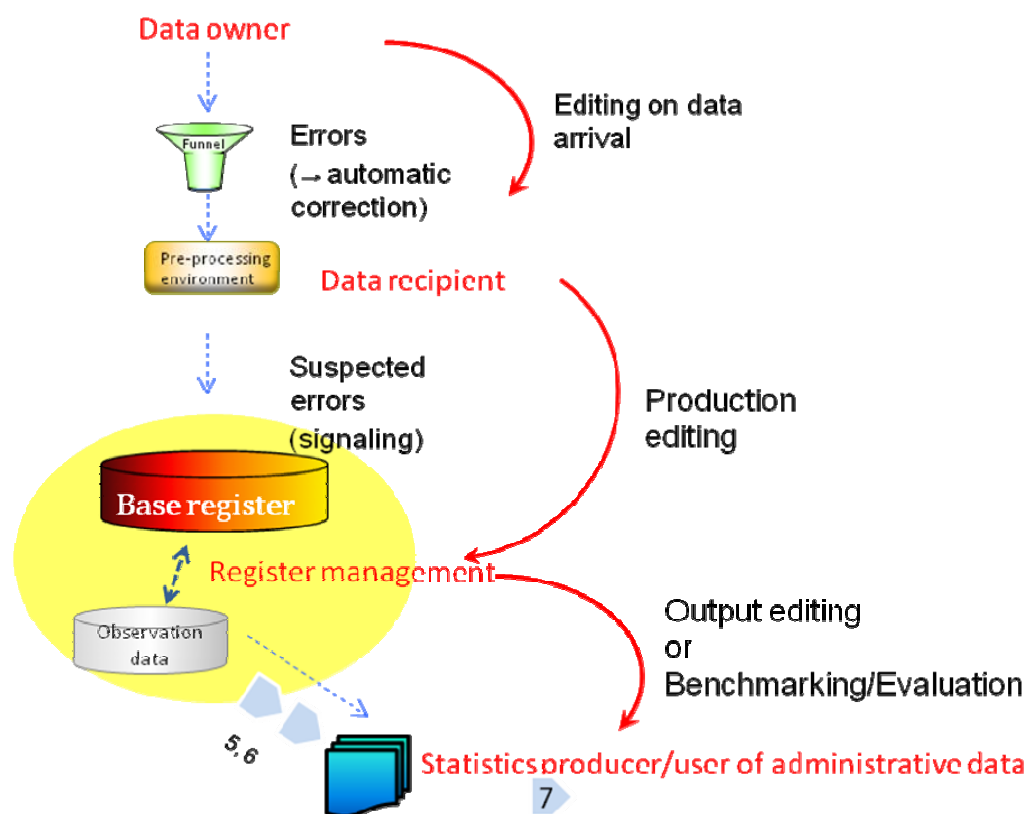 Data owner
Editing on data
arrival
Funnel
Errors
(→automatic
correction)
Pre-processing
environment
Data recipient
Suspected
errors
(signaling)
Production
editing
Base register
Register management
Observation
data
Output editing
or
Benchmarking/Evaluation
5, 6
Statistics producer/user of administrative data
7